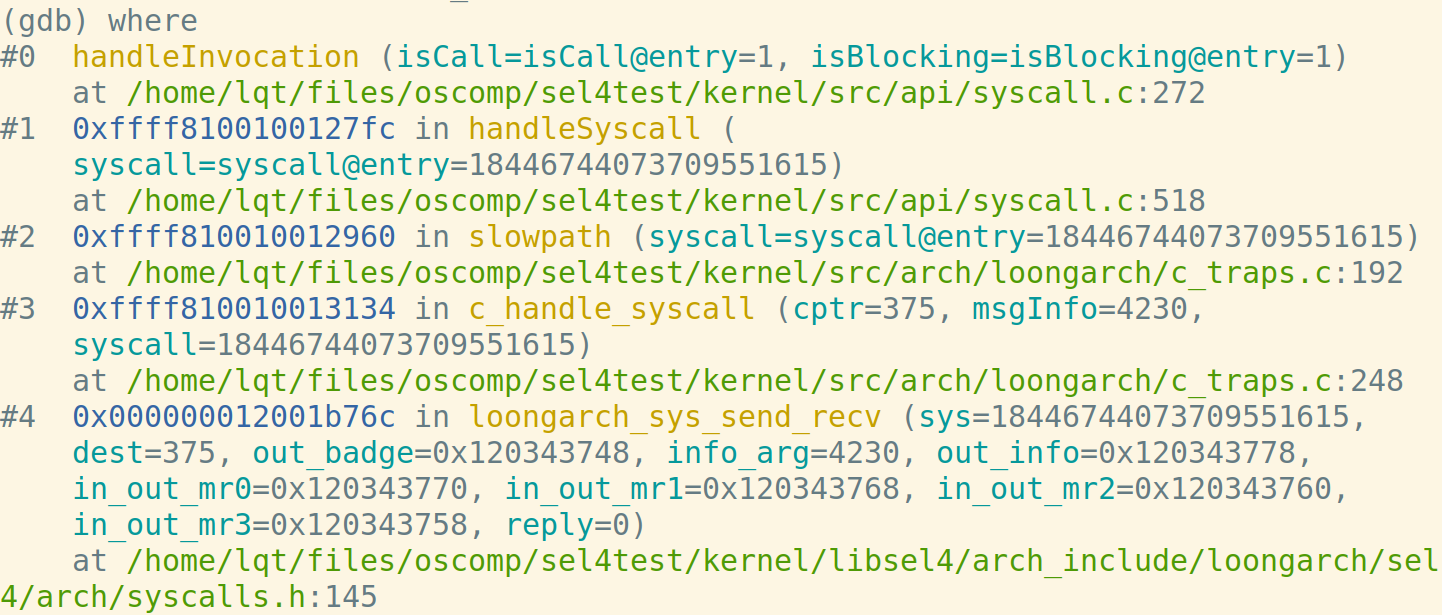 (gdb) where
#0  handleInvocation (isCall=isCall@entry=1, isBlocking=isBlocking@entry=1)
    at /home/lqt/files/oscomp/sel4test/kernel/src/api/syscall.c:272
#1  0xffff8100100127fc in handleSyscall (
    syscall=syscall@entry=18446744073709551615)
    at /home/lqt/files/oscomp/sel4test/kernel/src/api/syscall.c:518
#2  0xffff810010012960 in slowpath (syscall=syscall@entry=18446744073709551615)
    at /home/lqt/files/oscomp/sel4test/kernel/src/arch/loongarch/c_traps.c:192
#3  0xffff810010013134 in c_handle_syscall (cptr=375, msgInfo=4230,
    syscall=18446744073709551615)
    at /home/lqt/files/oscomp/sel4test/kernel/src/arch/loongarch/c_traps.c:248
#4  0x000000012001b76c in loongarch_sys_send_recv (sys=18446744073709551615,
    dest=375, out_badge=0x120343748, info_arg=4230, out_info=0x120343778,
    in_out_mr0=0x120343770, in_out_mr1=0x120343768, in_out_mr2=0x120343760,
    in_out_mr3=0x120343758, reply=0)
    at /home/lqt/files/oscomp/sel4test/kernel/libsel4/arch_include/loongarch/sel
4/arch/syscalls.h:145